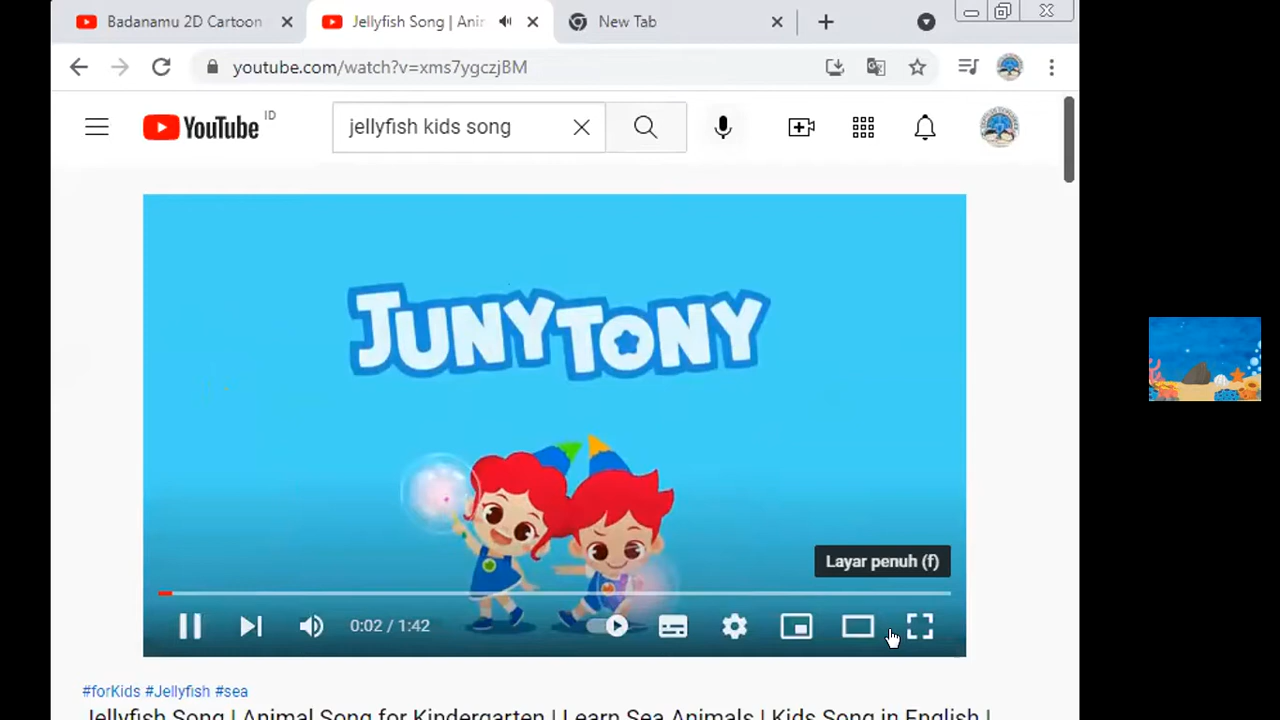 Badanamu 2D Cartoon
Jellyfish Song | Anir
New Tab
youtube.com/watch?v=xms7ygczjBM
YouTube ID
jellyfish kids song
JUNYTONY
Layar penuh (f)
0:02 / 1:42
#forKids #Jellyfish #sea
Jellyfish Song | Animal Song for Kindergarten | Learn Sea Animals | Kids Song in English |